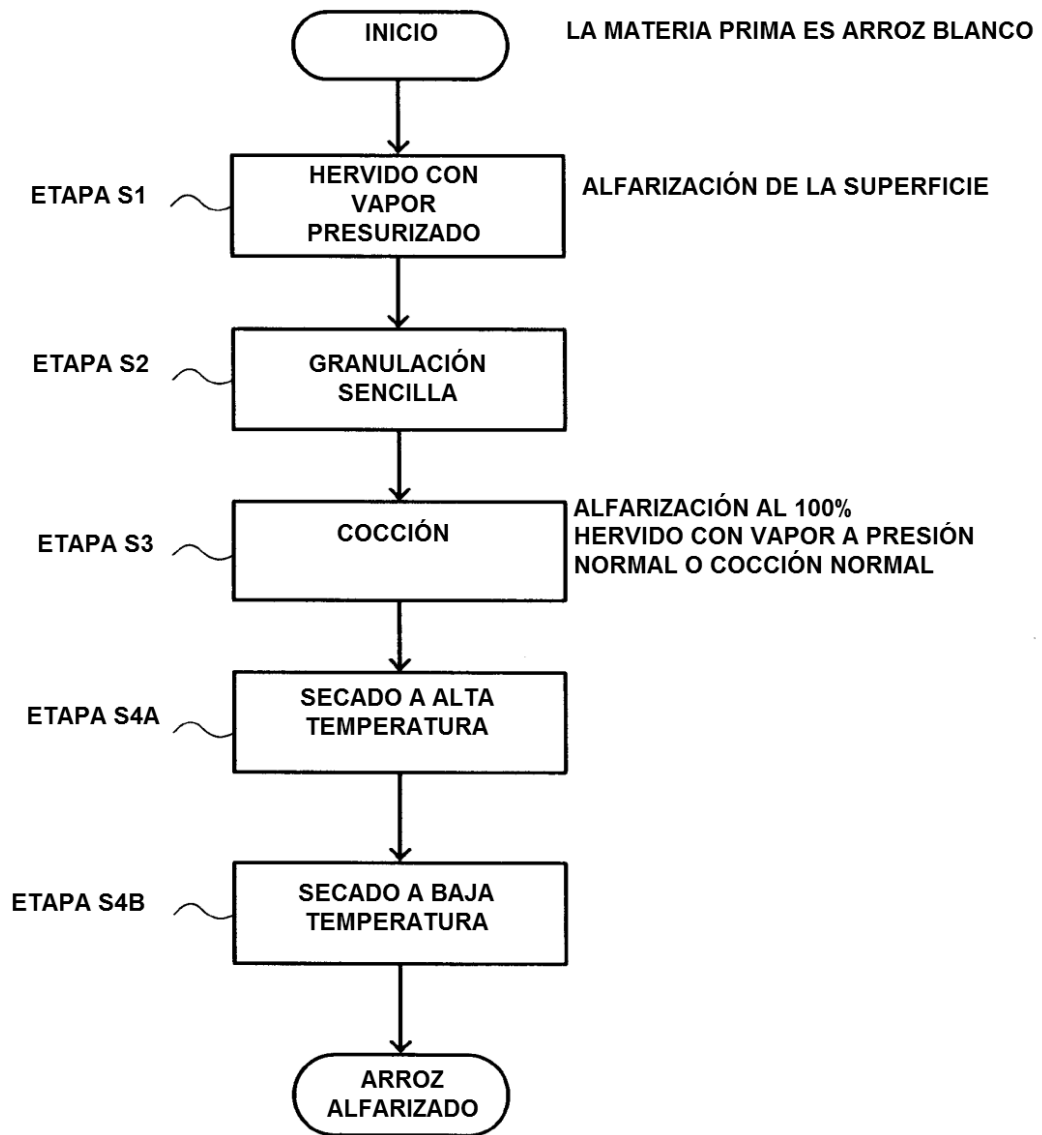 INICIO
LA MATERIA PRIMA ES ARROZ BLANCO
ETAPA S1
HERVIDO CON
VAPOR
PRESURIZADO
ALFARIZACIÓN DE LA SUPERFICIE
ETAPA S2
GRANULACIÓN
SENCILLA
ETAPA S3
COCCIÓN
ALFARIZACIÓN AL 100%
HERVIDO CON VAPOR A PRESIÓN
NORMAL O COCCIÓN NORMAL
ETAPA S4A
SECADO A ALTA
TEMPERATURA
ETAPA S4B
SECADO A BAJA
TEMPERATURA
ARROZ
ALFARIZADO